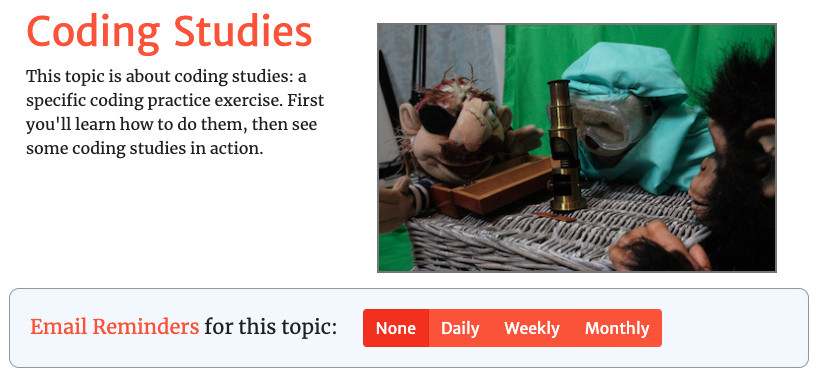 Coding Studies
This topic is about coding studies: a
specific coding practice exercise. First
you'll learn how to do them, then see
some coding studies in action.
Email Reminders for this topic:
None Daily Weekly Monthly